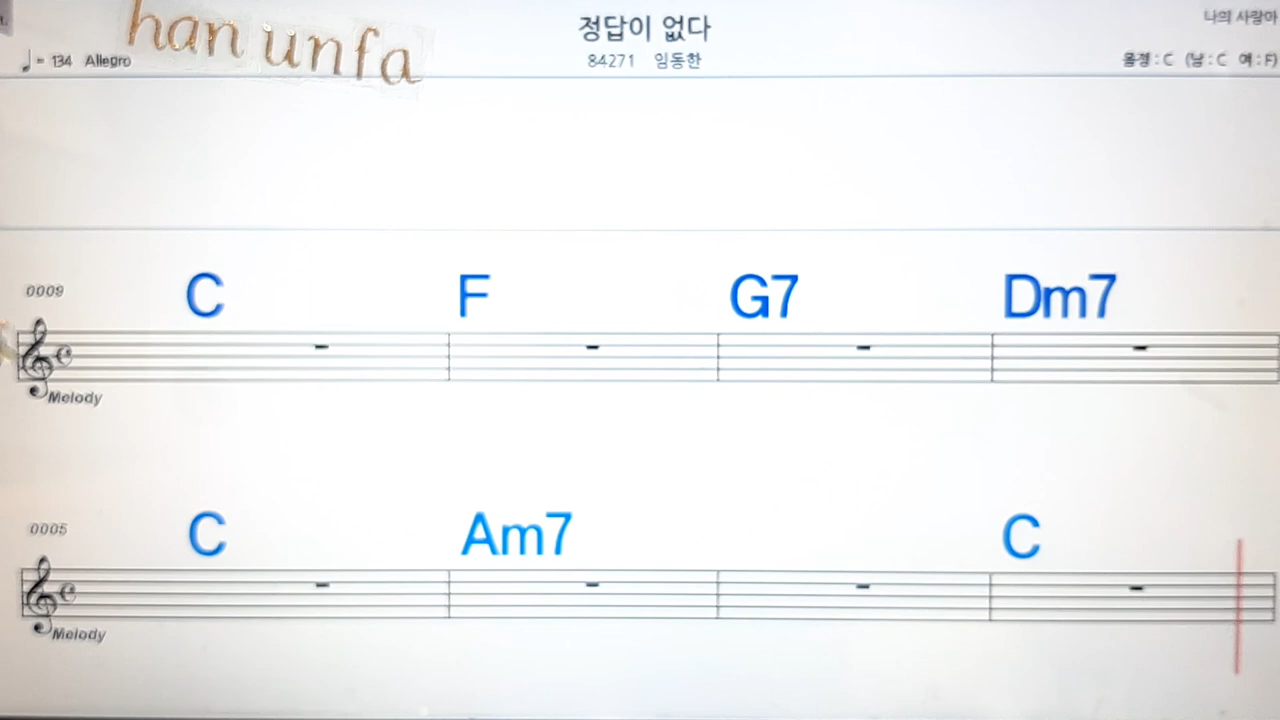 han unfa
정답이 없다
나의 사랑아
♩= 134 Allegro
84271 임동한
음정 : C (남 : C 여 : F)
0009
C F G7 Dm7
Melody
0005
C Am7 C
Melody